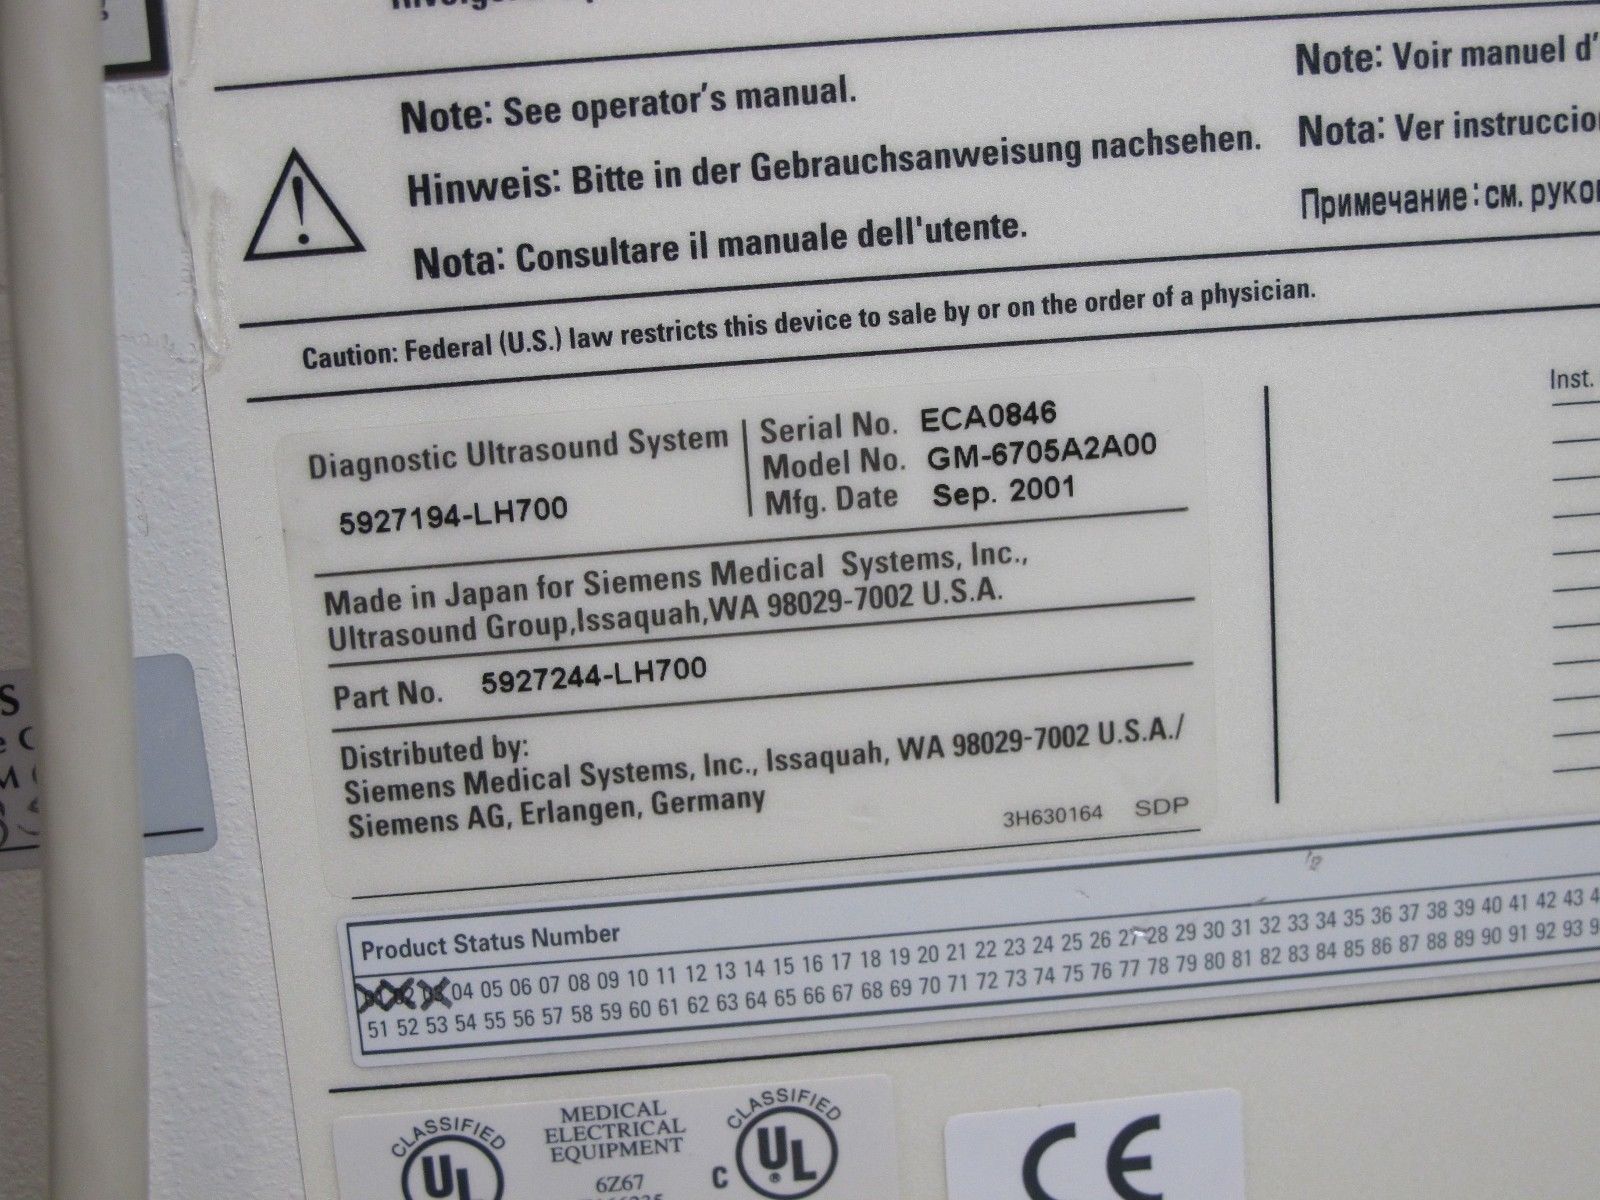 Note: See operator's manual.
Hinweis: Bitte in der Gebrauchsanweisung nachsehen.
Nota: Consultare il manuale dell'utente.
Note: Voir manuel d'
Nota: Ver
Примечание: см.
Caution: Federal (U.S.) law restricts this device to sale by or on the order of a physician.
Diagnostic Ultrasound System
5927194-LH700
Serial No. ECA0846
Model No. GM-6705A2A00
Mfg. Date Sep. 2001
Made in Japan for Siemens Medical Systems, Inc.,
Ultrasound Group,Issaquah,WA 98029-7002 U.S.A.
Part No. 5927244-LH700
Distributed by:
Siemens Medical Systems, Inc., Issaquah, WA 98029-7002 U.S.A./
Siemens AG, Erlangen, Germany
3H630164 SDP
Inst.
Product Status Number
01 02 03 04 05 06 07 08 09 10 11 12 13 14 15 16 17 18 19 20 21 22 23 24 25 26 27 28 29 30 31 32 33 34 35 36 37 38 39 40 41 42 43
51 52 53 54 55 56 57 58 59 60 61 62 63 64 65 66 67 68 69 70 71 72 73 74 75 76 77 78 79 80 81 82 83 84 85 86 87 88 89 90 91 92 93
CLASSIFIED
UL
MEDICAL
ELECTRICAL
EQUIPMENT
6Z67
CLASSIFIED
C UL
®
CE